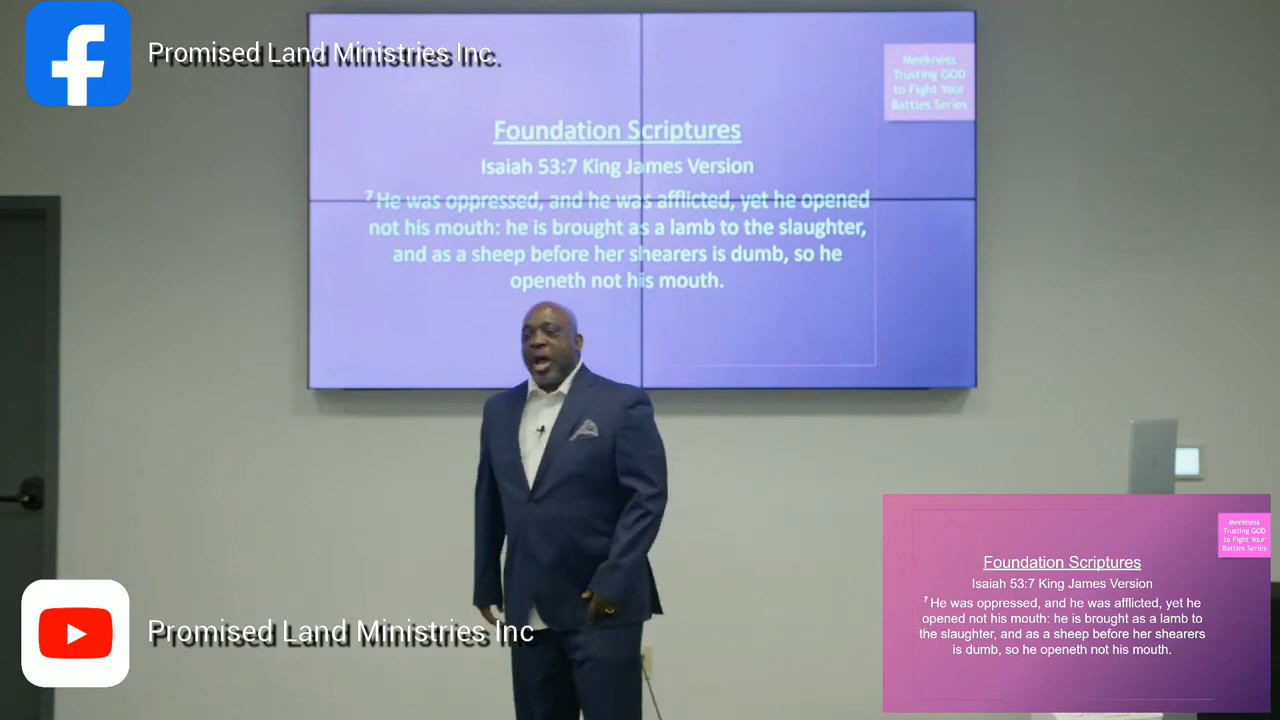 Promised Land Ministries Inc.
Meekness
Trusting GOD
to Fight Your
Battles Series
Foundation Scriptures
Isaiah 53:7 King James Version
7 He was oppressed, and he was afflicted, yet he opened
not his mouth: he is brought as a lamb to the slaughter,
and as a sheep before her shearers is dumb, so he
openeth not his mouth.
Meekness
Trusting GOD
to Fight Your
Battles Series
Foundation Scriptures
Isaiah 53:7 King James Version
7 He was oppressed, and he was afflicted, yet he
opened not his mouth: he is brought as a lamb to
the slaughter, and as a sheep before her shearers
is dumb, so he openeth not his mouth.
Promised Land Ministries Inc